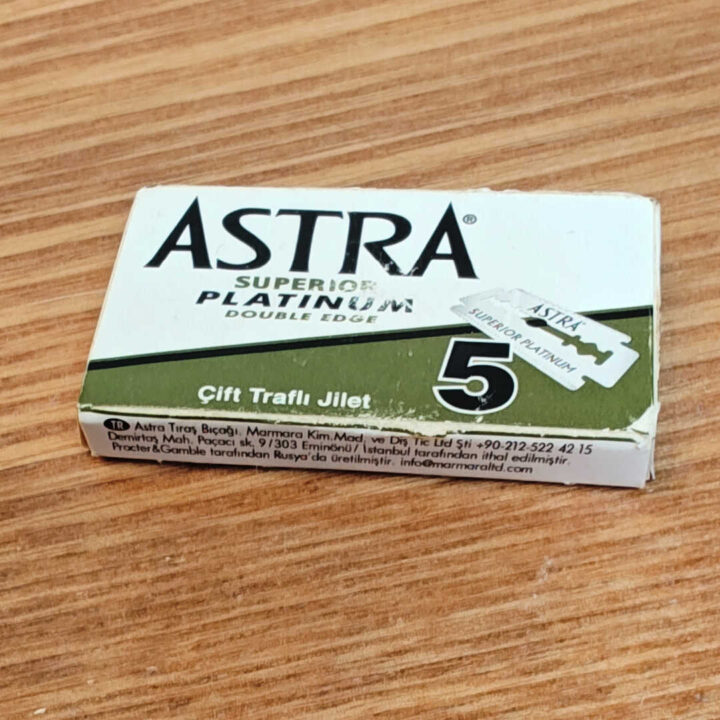 ASTRA®
SUPERIOR
PLATINUM
DOUBLE EDGE
ASTRA
SUPERIOR PLATINUM
5
Çift Traflı Jilet
TR Astra Tıraş Bıçağı. Marmara Kim.Mad. ve Dış Tic Ltd Şti +90-212-522 42 15
Demirtaş Mah. Paçacı sk. 9/303 Eminönü/ İstanbul tarafından ithal edilmiştir.
Procter&Gamble tarafından Rusya'da üretilmiştir. info@marmaraltd.com